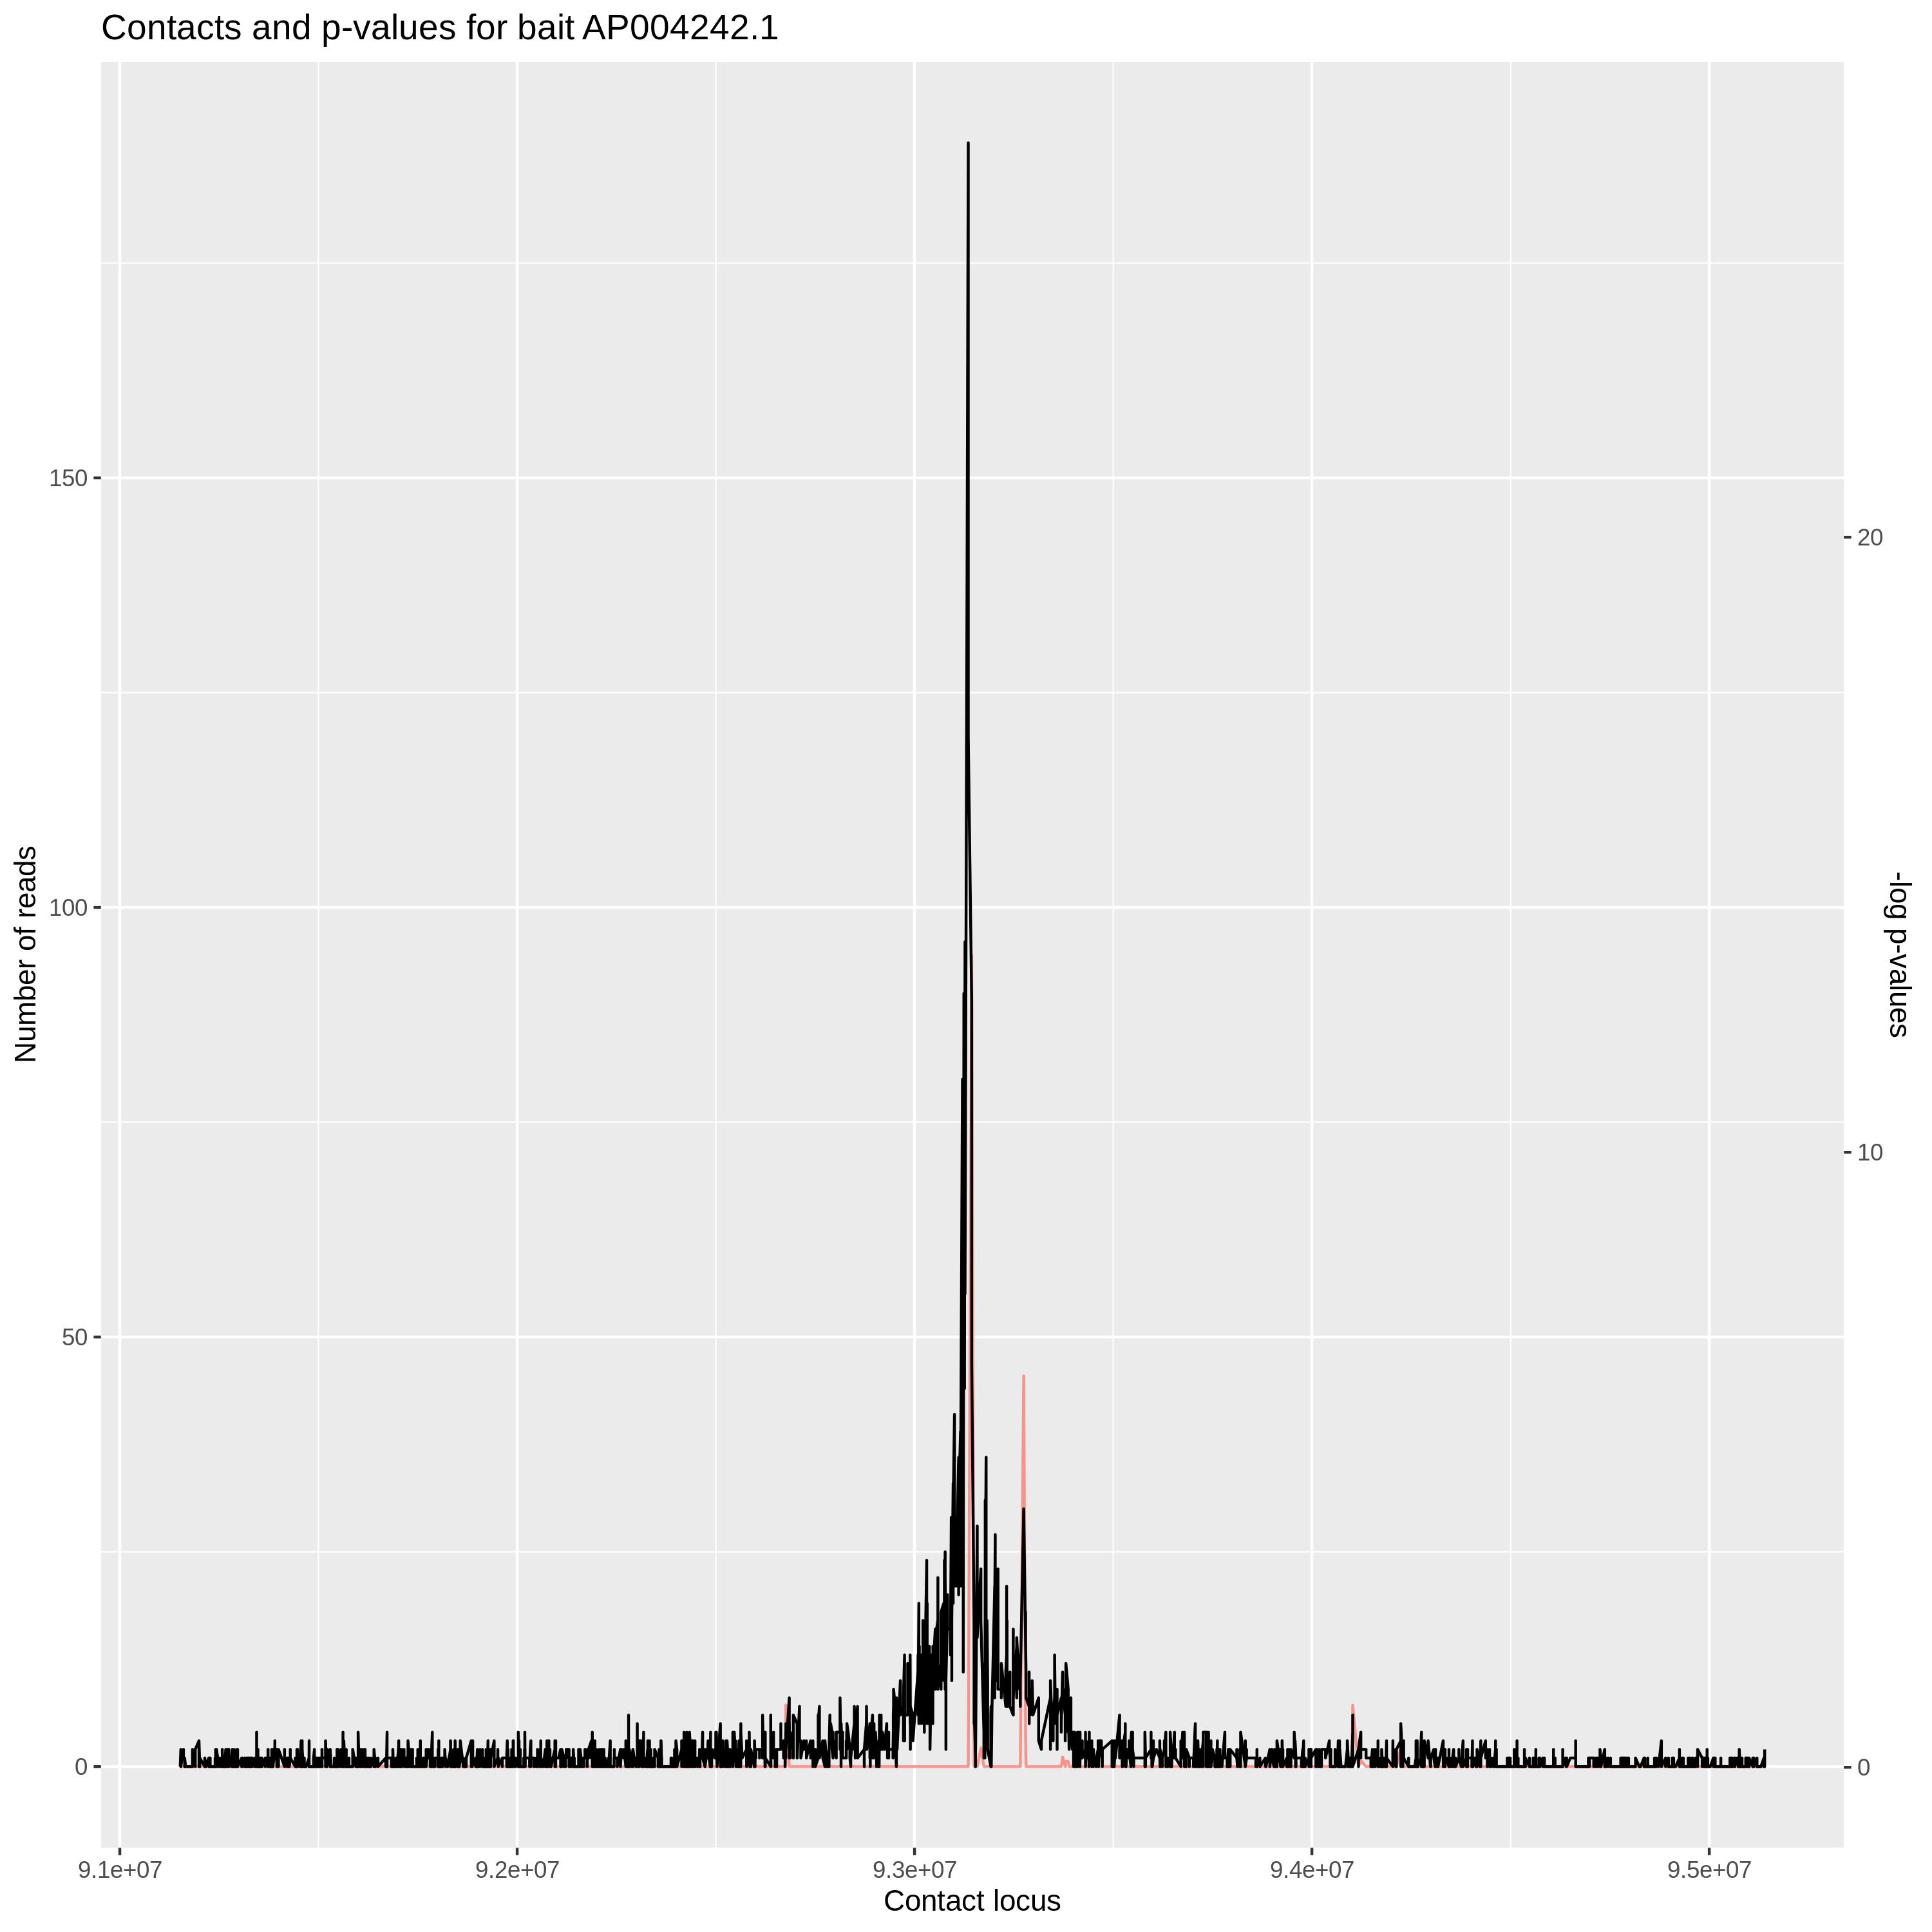 Contacts and p-values for bait AP004242.1
150
100
50
0
Number of reads
20
10
0
-log p-values
9.1e+07
9.2e+07
9.3e+07
9.4e+07
9.5e+07
Contact locus